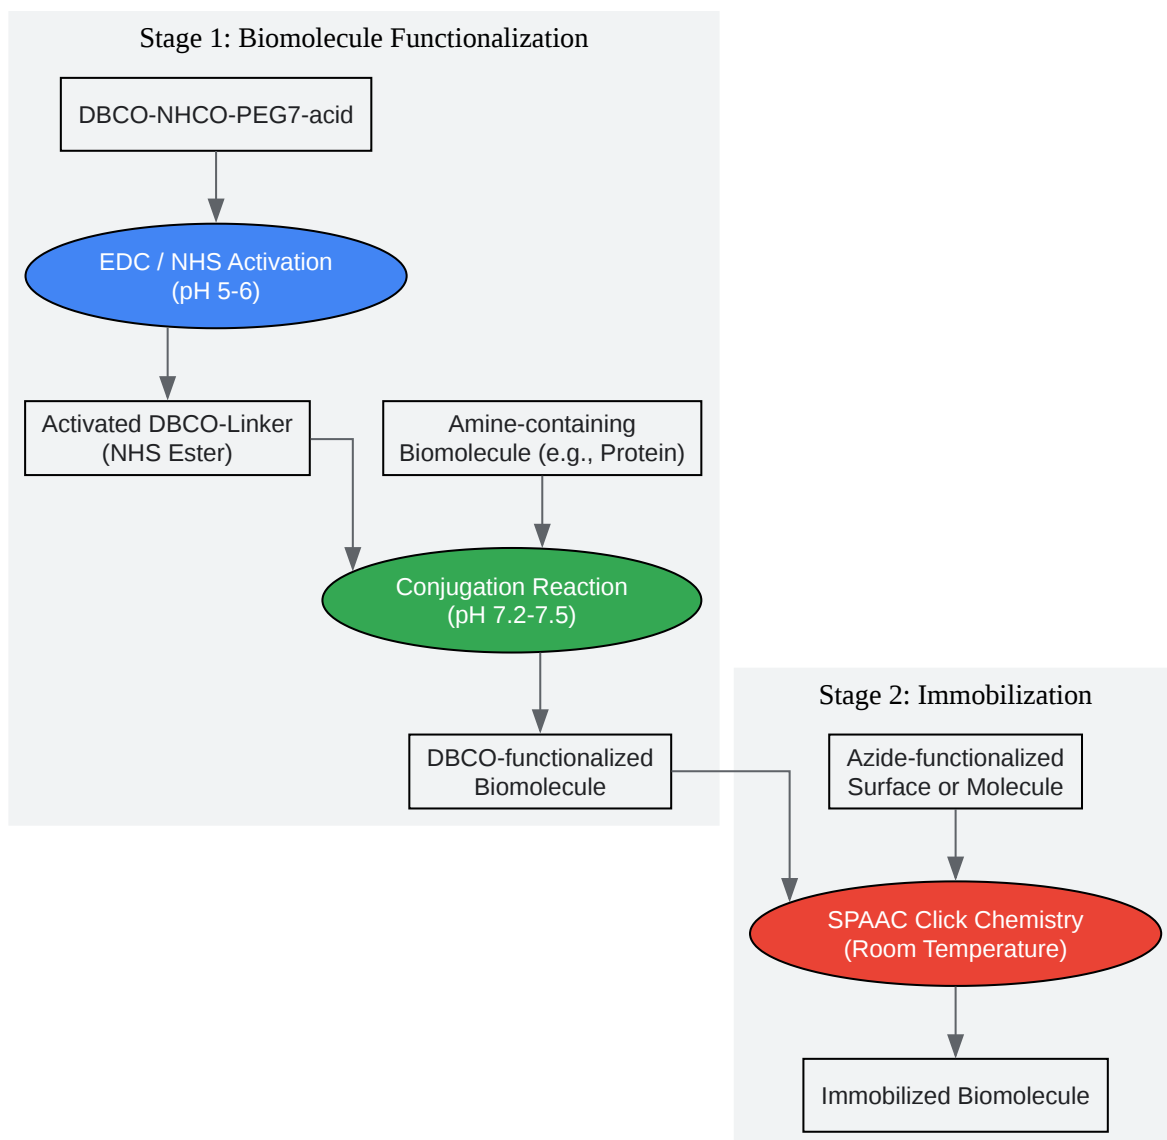 Stage 1: Biomolecule Functionalization
DBCO-NHCO-PEG7-acid
EDC / NHS Activation
(pH 5-6)
Activated DBCO-Linker
(NHS Ester)
Amine-containing
Biomolecule (e.g., Protein)
Conjugation Reaction
(pH 7.2-7.5)
DBCO-functionalized
Biomolecule
Stage 2: Immobilization
Azide-functionalized
Surface or Molecule
SPAAC Click Chemistry
(Room Temperature)
Immobilized Biomolecule